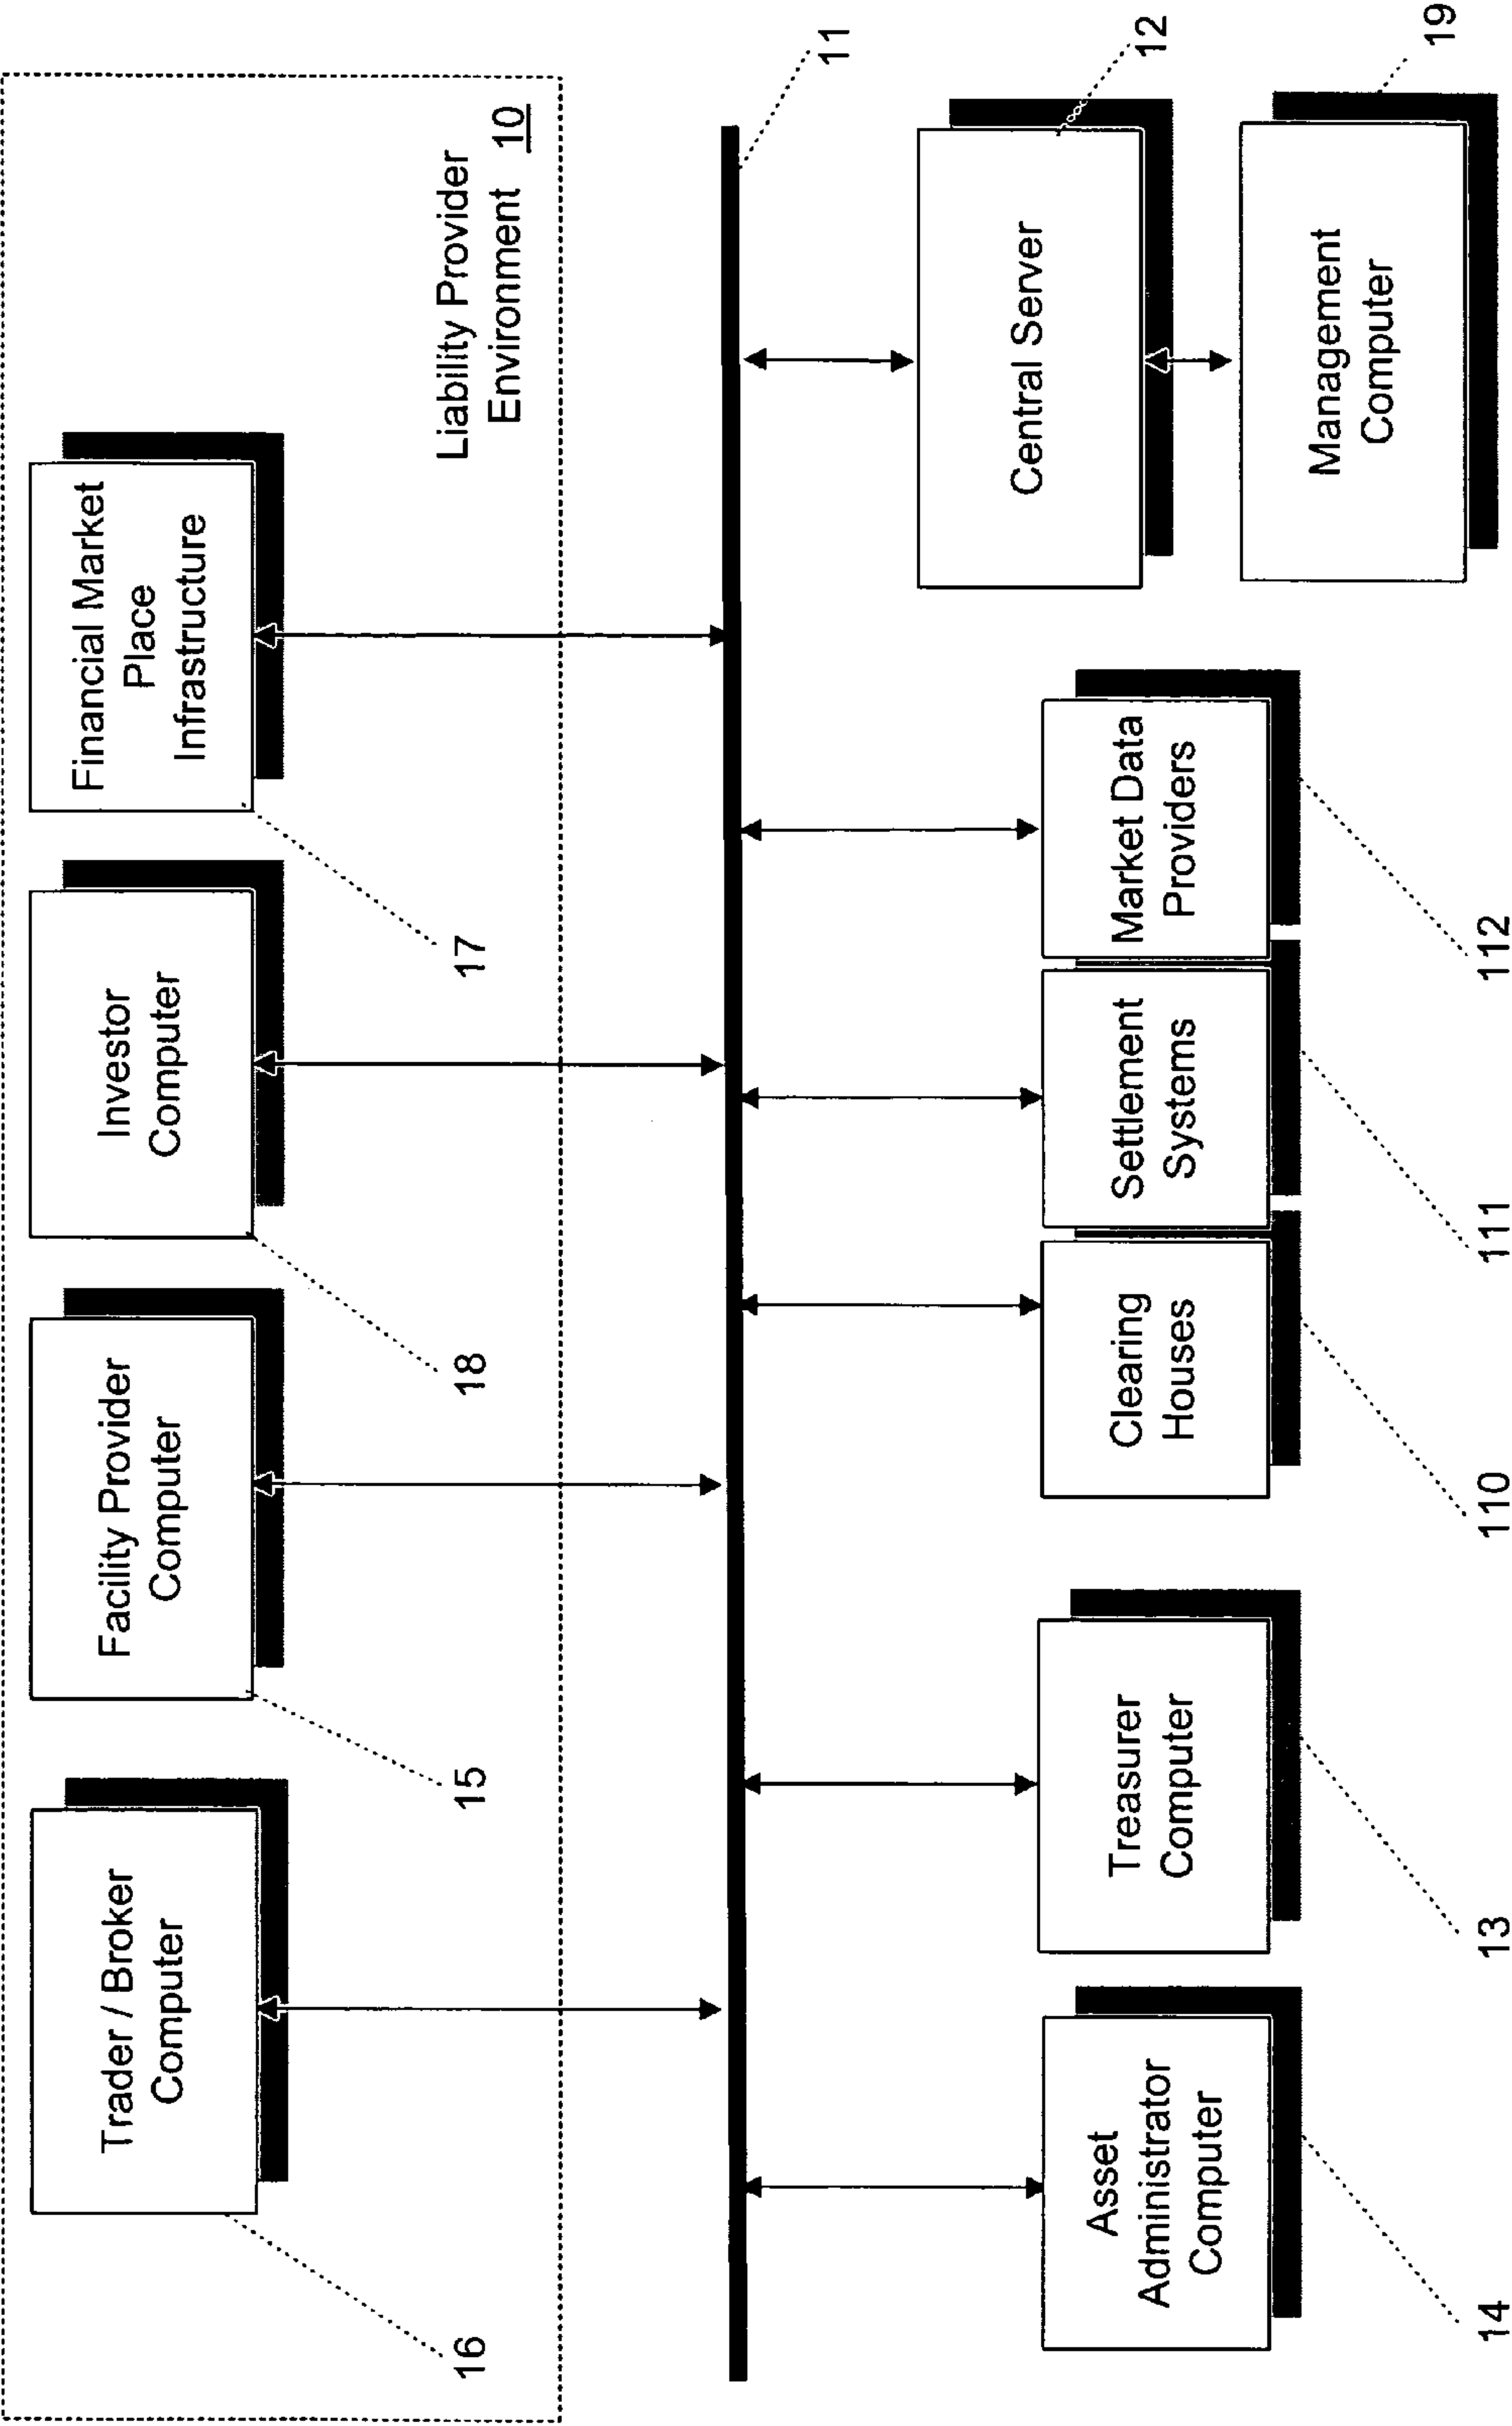 Trader / Broker
Computer
16
Facility Provider
Computer
15
Investor
Computer
18
Financial Market
Place
Infrastructure
17
Liability Provider
Environment 10
11
Asset
Administrator
Computer
14
Treasurer
Computer
13
Clearing
Houses
110
Settlement
Systems
111
Market Data
Providers
112
Central Server
12
Management
Computer
19